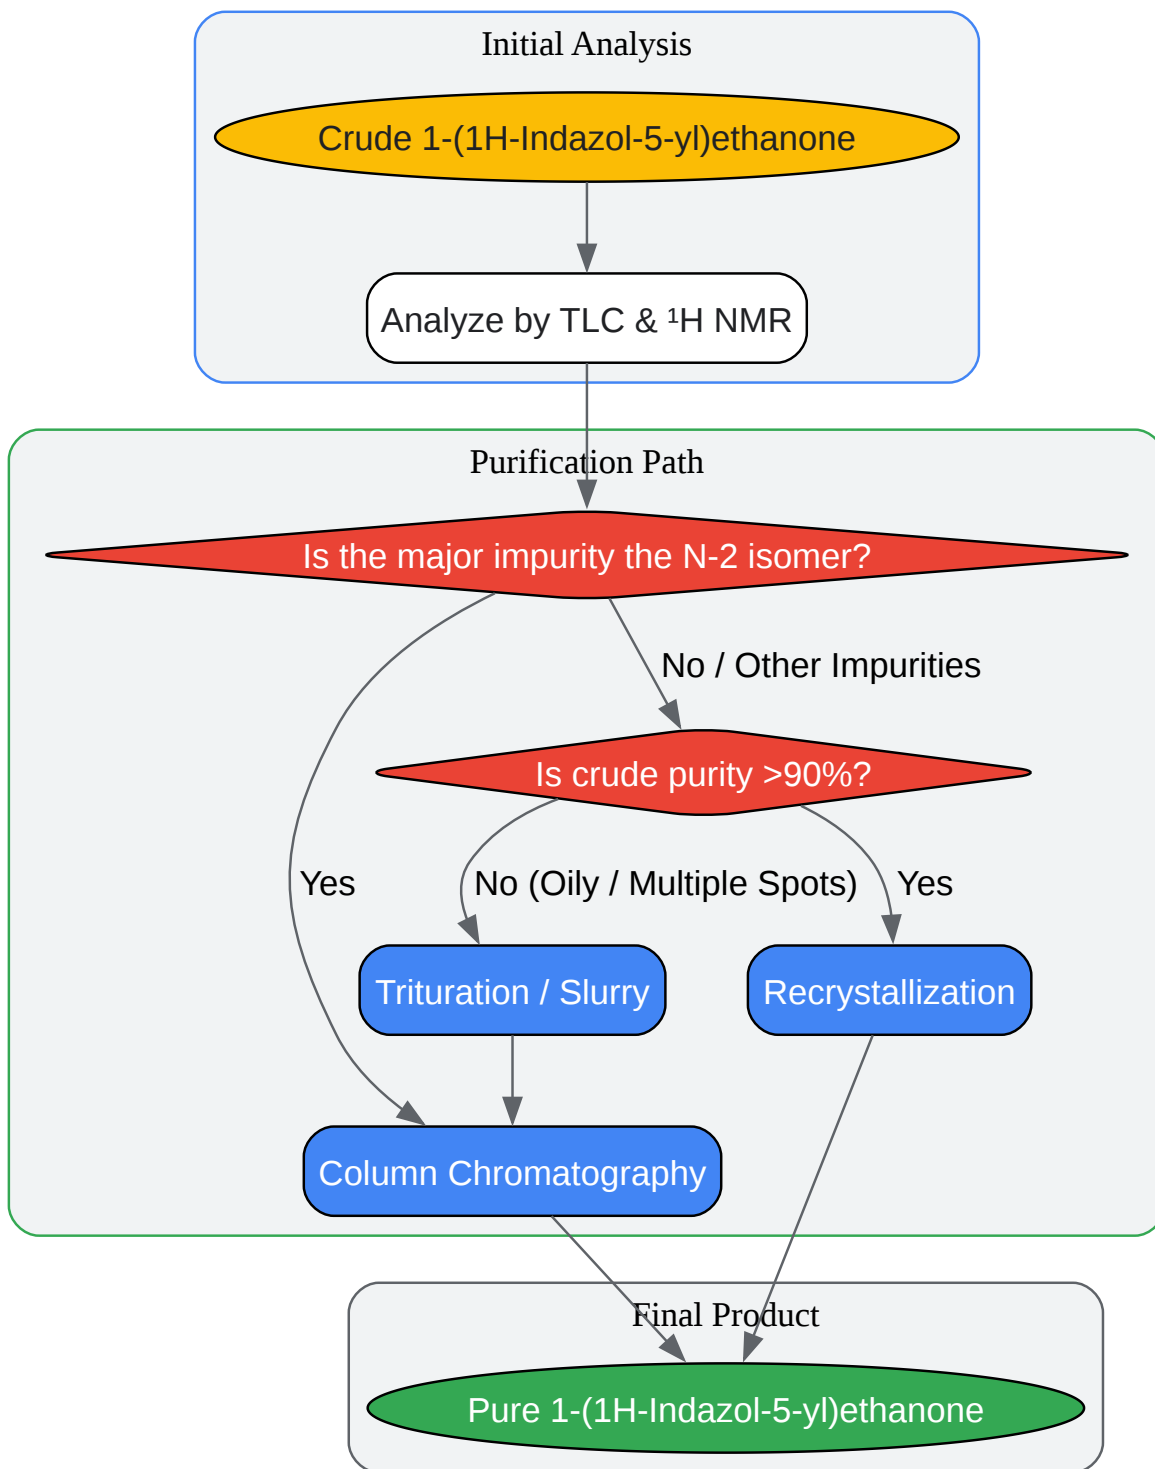 Initial Analysis
Crude 1-(1H-Indazol-5-yl)ethanone
Analyze by TLC & ¹H NMR
Purification Path
Is the major impurity the N-2 isomer?
No / Other Impurities
Is crude purity >90%?
Yes
No (Oily / Multiple Spots)
Yes
Trituration / Slurry
Recrystallization
Column Chromatography
Final Product
Pure 1-(1H-Indazol-5-yl)ethanone